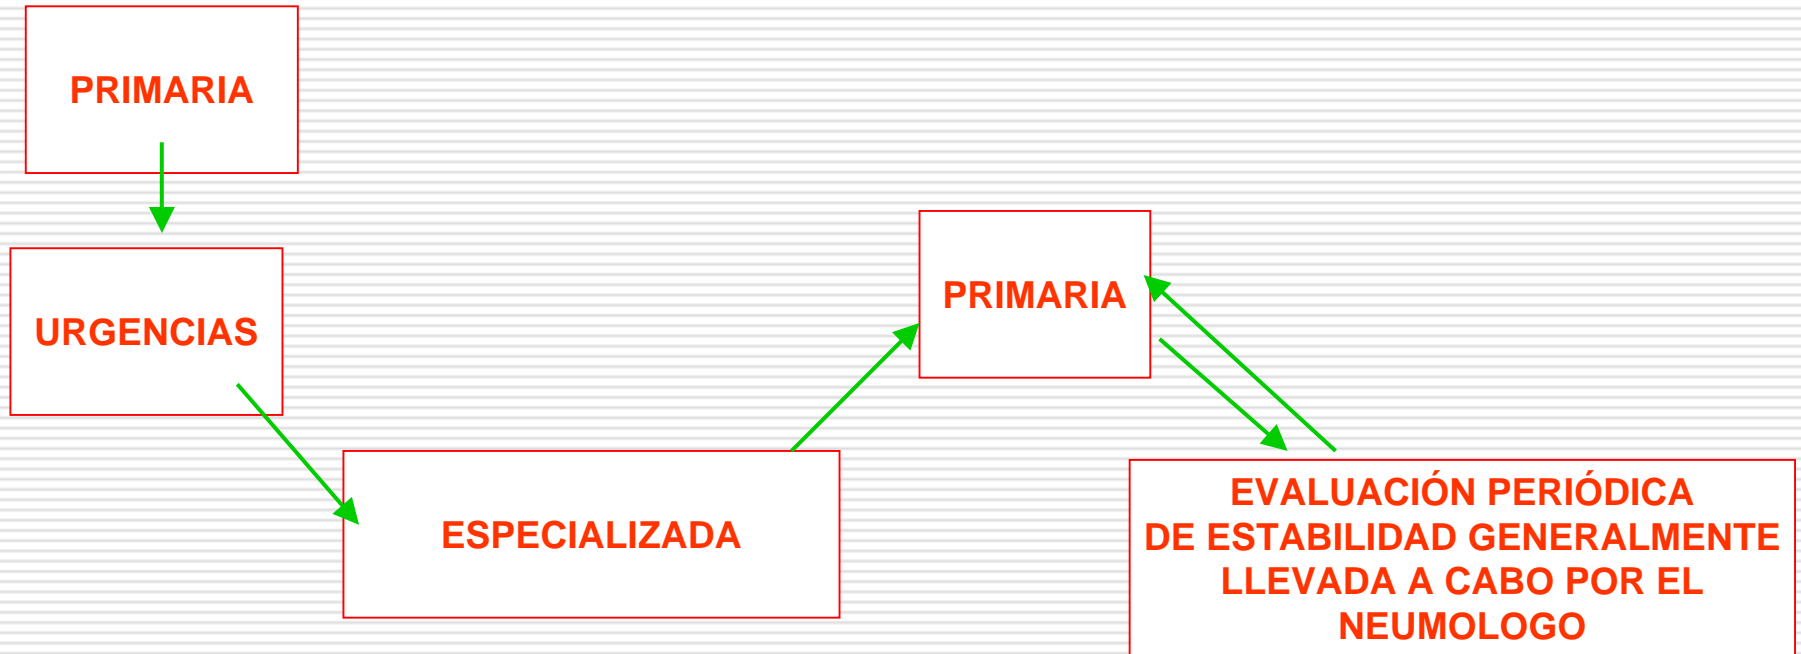 PRIMARIA
URGENCIAS
ESPECIALIZADA
PRIMARIA
EVALUACIÓN PERIÓDICA
DE ESTABILIDAD GENERALMENTE
LLEVADA A CABO POR EL
NEUMOLOGO